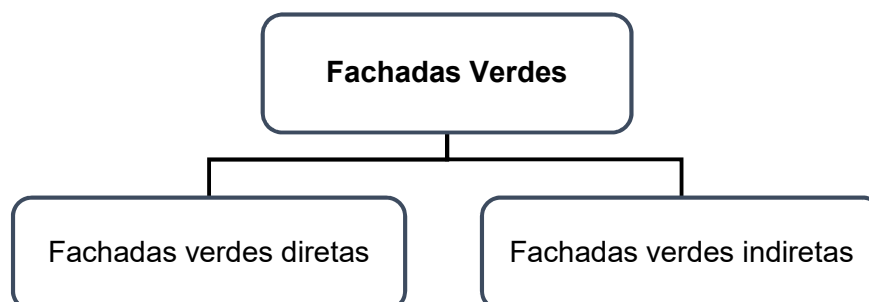 Fachadas Verdes
Fachadas verdes diretas
Fachadas verdes indiretas